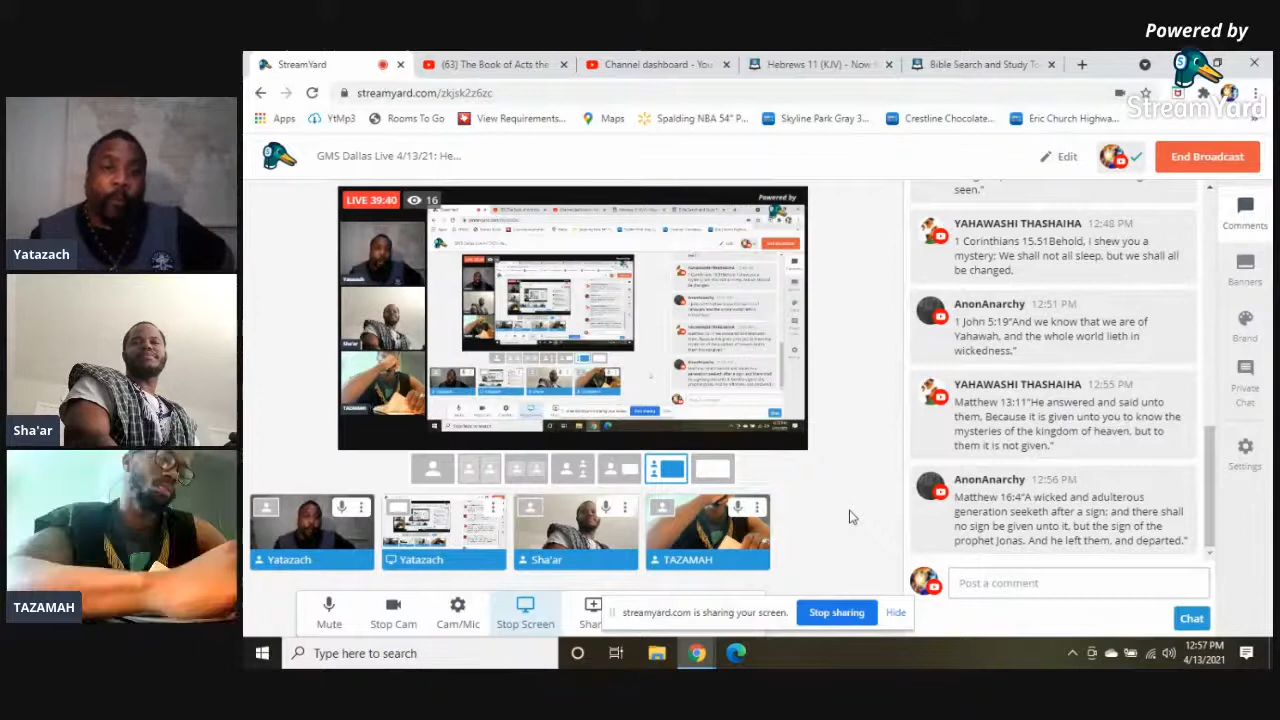 Powered by
StreamYard
StreamYard
(63) The Book of Acts the
Channel dashboard - You
Hebrews 11 (KJV) - Now
Bible Search and Study To
streamyard.com/zkjsk2z6zc
Apps
YtMp3
Rooms To Go
View Requirements...
Maps
Spalding NBA 54" P...
Skyline Park Gray 3...
Crestline Chocolate...
Eric Church Highwa...
GMS Dallas Live 4/13/21: He...
Edit
End Broadcast
Yatazach
Sha'ar
TAZAMAH
LIVE 39:40
16
Powered by
seen."
YAHAWASHI THASHAIHA 12:48 PM
1 Corinthians 15.51Behold, I shew you a
mystery: We shall not all sleep, but we shall all
be changed.
AnonAnarchy 12:51 PM
1 John 5:19"And we know that we are of
Yahawah, and the whole world lieth in
wickedness."
YAHAWASHI THASHAIHA 12:55 PM
Matthew 13:11"He answered and said unto
them, Because it is given unto you to know the
mysteries of the kingdom of heaven, but to
them it is not given."
AnonAnarchy 12:56 PM
Matthew 16:4"A wicked and adulterous
generation seeketh after a sign; and there shall
no sign be given unto it, but the sign of the
prophet Jonas. And he left them, and departed."
Post a comment
Chat
Comments
Banners
Brand
Private
Chat
Settings
Yatazach
Yatazach
Sha'ar
TAZAMAH
Mute
Stop Cam
Cam/Mic
Stop Screen
Shar
streamyard.com is sharing your screen.
Stop sharing
Hide
Type here to search
12:57 PM
4/13/2021